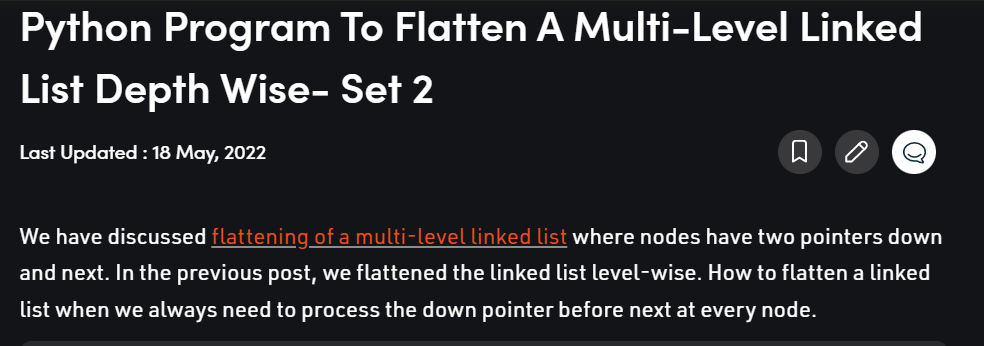 Python Program To Flatten A Multi-Level Linked
List Depth Wise- Set 2
Last Updated : 18 May, 2022
We have discussed flattening of a multi-level linked list where nodes have two pointers down
and next. In the previous post, we flattened the linked list level-wise. How to flatten a linked
list when we always need to process the down pointer before next at every node.